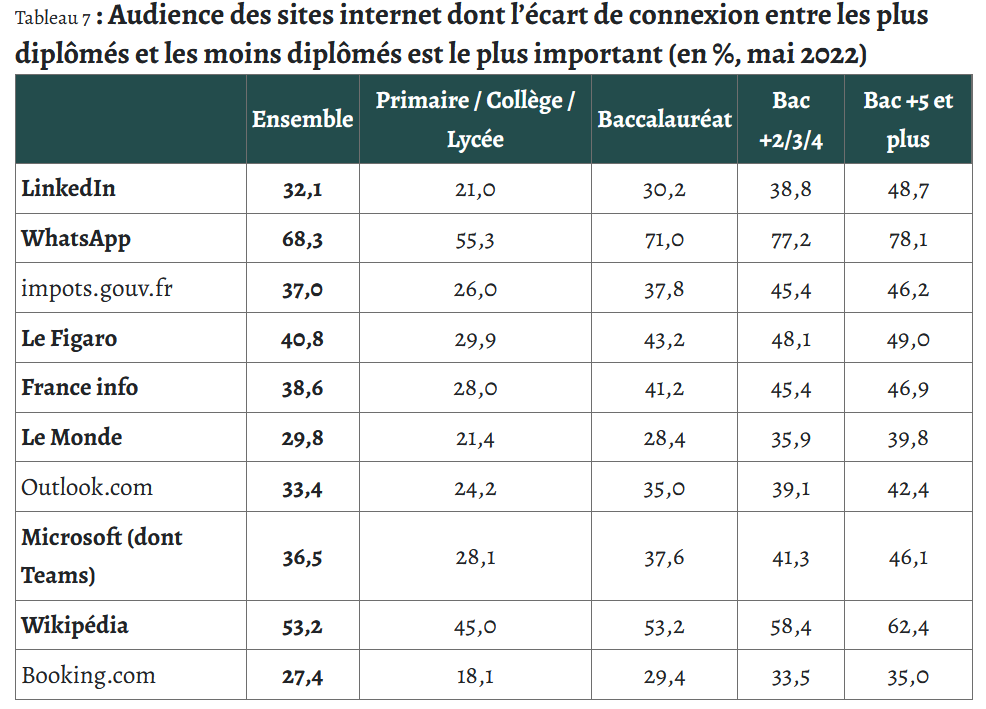 Tableau 7 : Audience des sites internet dont l’écart de connexion entre les plus
diplômés et les moins diplômés est le plus important (en %, mai 2022)
Ensemble Primaire / Collège / Lycée Baccalauréat Bac +2/3/4 Bac +5 et plus
LinkedIn 32,1 21,0 30,2 38,8 48,7
WhatsApp 68,3 55,3 71,0 77,2 78,1
impots.gouv.fr 37,0 26,0 37,8 45,4 46,2
Le Figaro 40,8 29,9 43,2 48,1 49,0
France info 38,6 28,0 41,2 45,4 46,9
Le Monde 29,8 21,4 28,4 35,9 39,8
Outlook.com 33,4 24,2 35,0 39,1 42,4
Microsoft (dont Teams) 36,5 28,1 37,6 41,3 46,1
Wikipédia 53,2 45,0 53,2 58,4 62,4
Booking.com 27,4 18,1 29,4 33,5 35,0